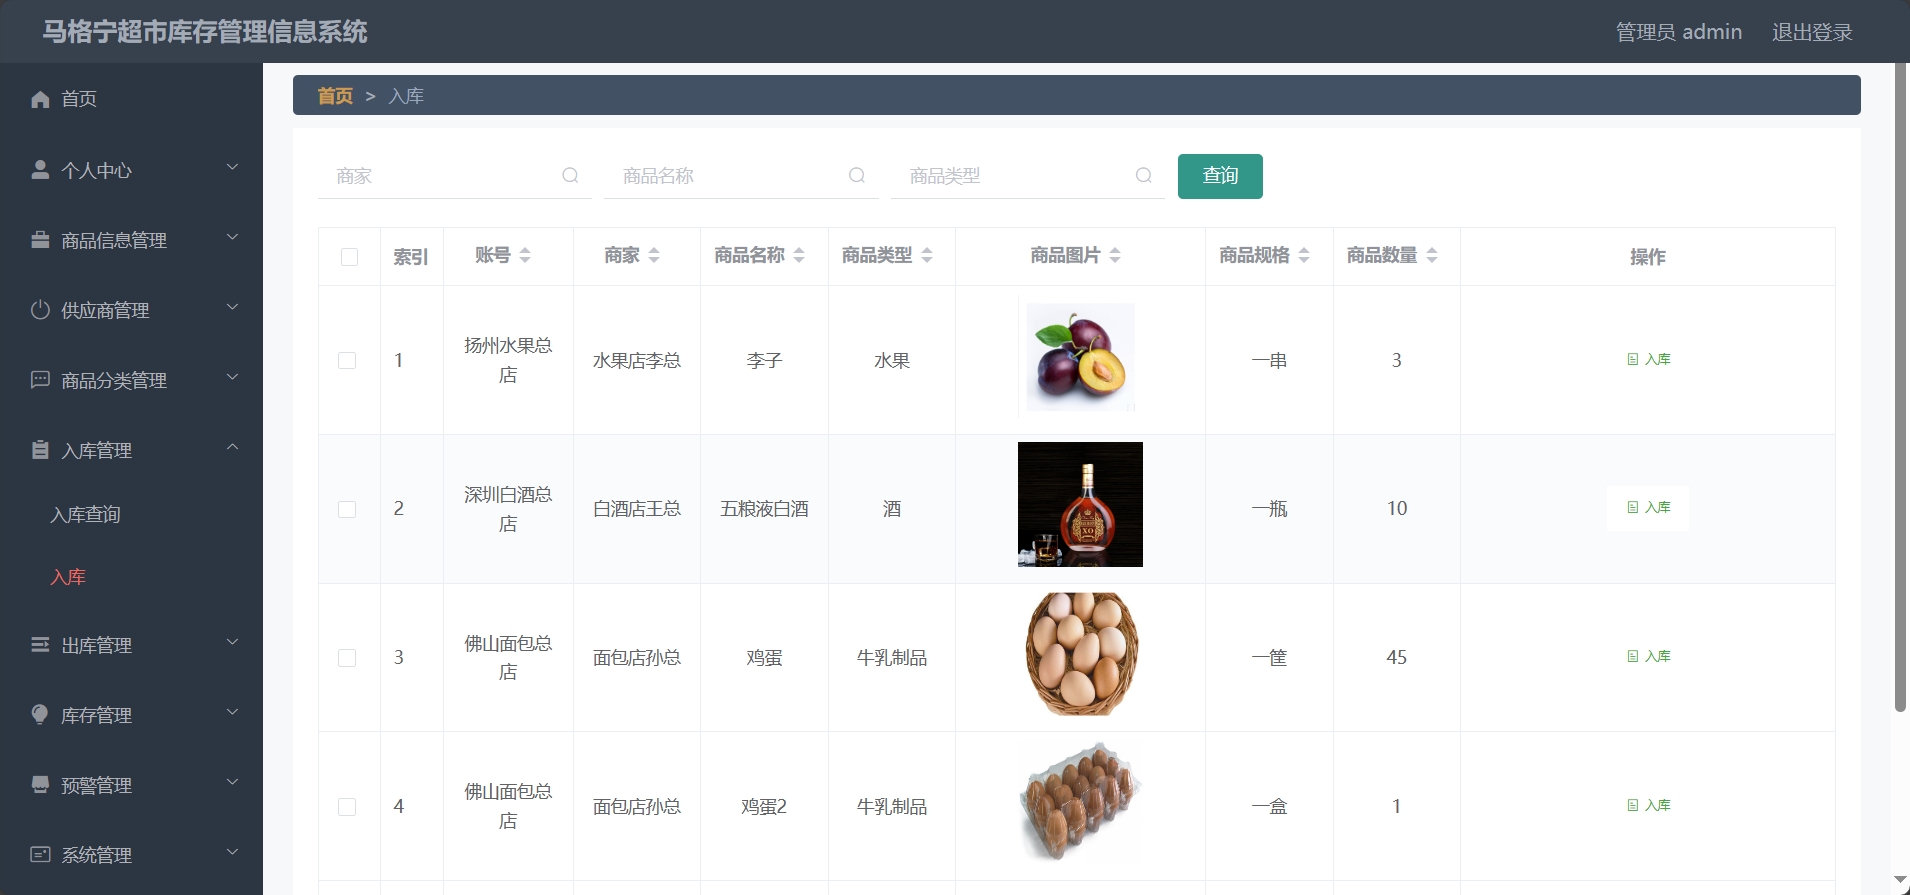 马格宁超市库存管理信息系统
管理员 admin 退出登录
首页
个人中心
商品信息管理
供应商管理
商品分类管理
入库管理
入库查询
入库
出库管理
库存管理
预警管理
系统管理
首页 > 入库
商家 商品名称 商品类型 查询
索引 账号 商家 商品名称 商品类型 商品图片 商品规格 商品数量 操作
1 扬州水果总店 水果店李总 李子 水果 一串 3 入库
2 深圳白酒总店 白酒店王总 五粮液白酒 酒 一瓶 10 入库
XO
3 佛山面包总店 面包店孙总 鸡蛋 牛乳制品 一筐 45 入库
4 佛山面包总店 面包店孙总 鸡蛋2 牛乳制品 一盒 1 入库